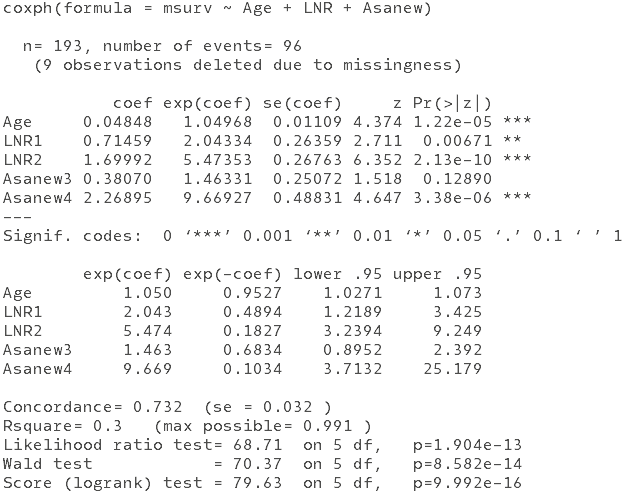 coxph(formula = msurv ~ Age + LNR + Asanew)
n= 193, number of events= 96
(9 observations deleted due to missingness)
coef exp(coef) se(coef) z Pr(>|z|)
Age 0.04848 1.04968 0.01109 4.374 1.22e-05 ***
LNR1 0.71459 2.04334 0.26359 2.711 0.00671 **
LNR2 1.69992 5.47353 0.26763 6.352 2.13e-10 ***
Asanew3 0.38070 1.46331 0.25072 1.518 0.12890
Asanew4 2.26895 9.66927 0.48831 4.647 3.38e-06 ***
---
Signif. codes: 0 ‘***’ 0.001 ‘**’ 0.01 ‘*’ 0.05 ‘.’ 0.1 ‘ ’ 1
exp(coef) exp(-coef) lower .95 upper .95
Age 1.050 0.9527 1.0271 1.073
LNR1 2.043 0.4894 1.2189 3.425
LNR2 5.474 0.1827 3.2394 9.249
Asanew3 1.463 0.6834 0.8952 2.392
Asanew4 9.669 0.1034 3.7132 25.179
Concordance= 0.732 (se = 0.032 )
Rsquare= 0.3 (max possible= 0.991 )
Likelihood ratio test= 68.71 on 5 df, p=1.904e-13
Wald test = 70.37 on 5 df, p=8.582e-14
Score (logrank) test = 79.63 on 5 df, p=9.992e-16